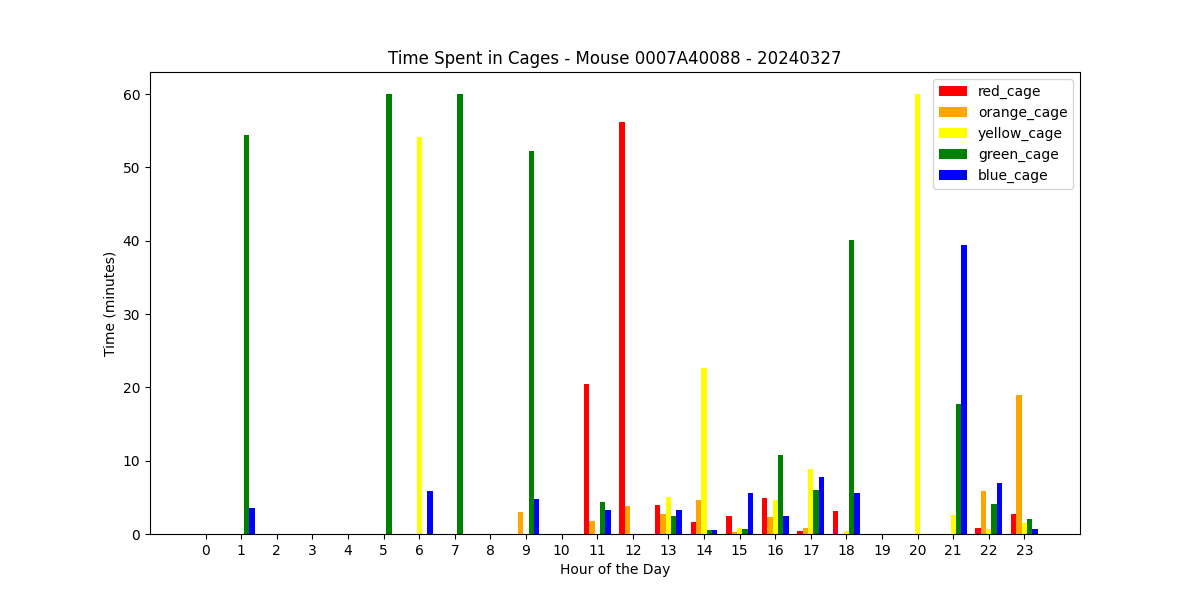 Time Spent in Cages - Mouse 0007A40088 - 20240327
60
50
40
30
20
10
0
Time (minutes)
red_cage
orange_cage
yellow_cage
green_cage
blue_cage
0 1 2 3 4 5 6 7 8 9 10 11 12 13 14 15 16 17 18 19 20 21 22 23
Hour of the Day